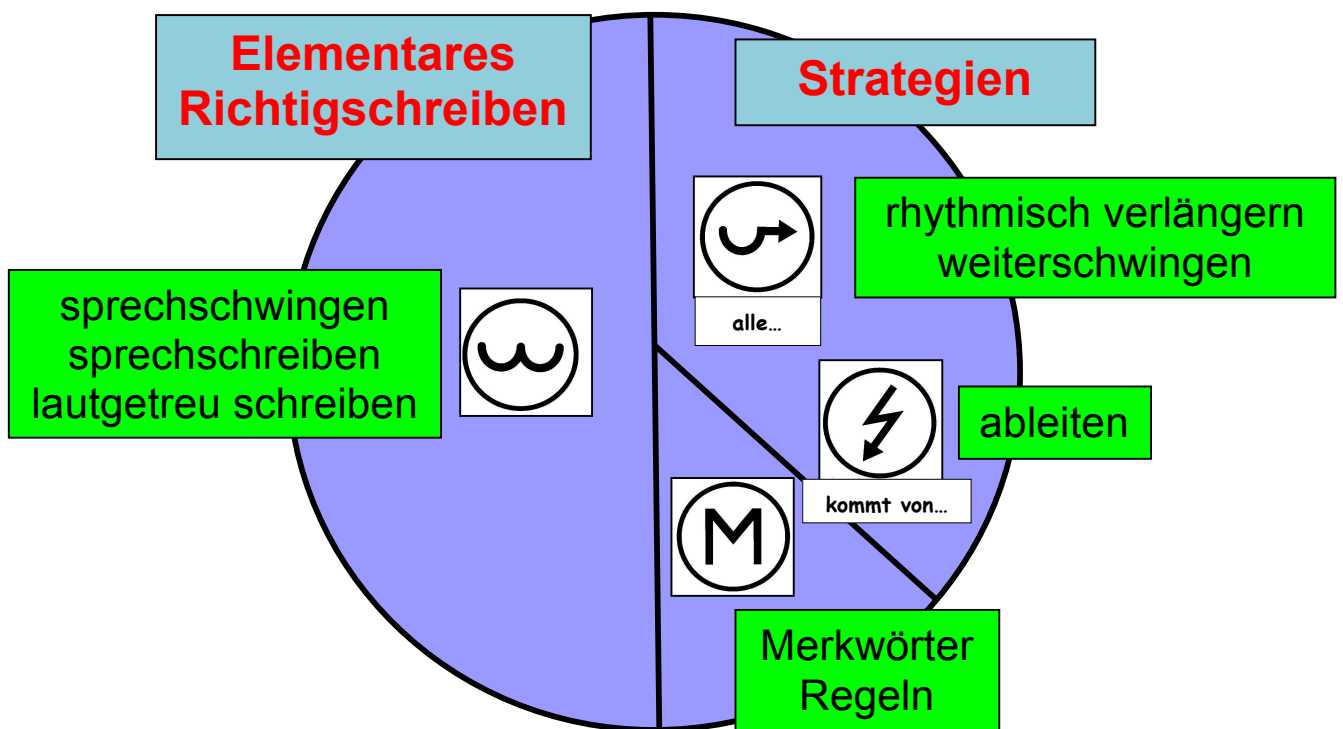 Elementares
Richtigschreiben
Strategien
rhythmisch verlängern
weiterschwingen
alle…
sprechschwingen
sprechschreiben
lautgetreu schreiben
ableiten
kommt von…
M
Merkwörter
Regeln